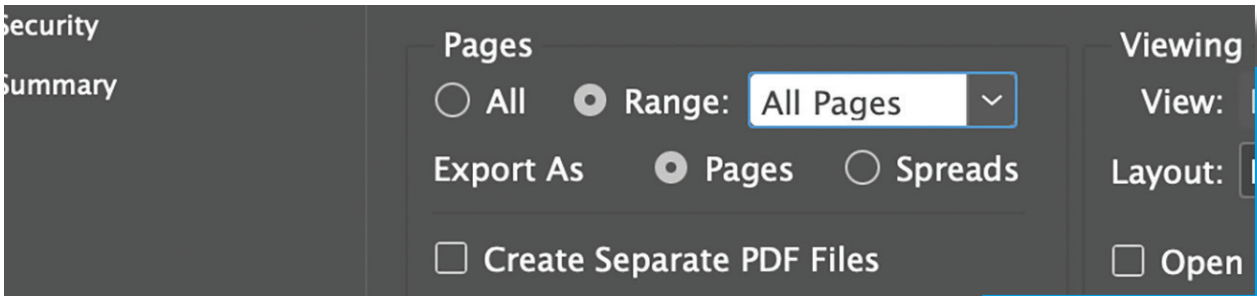 Security
Summary
Pages
All Range: All Pages
Export As Pages Spreads
Create Separate PDF Files
Viewing
View:
Layout:
Open